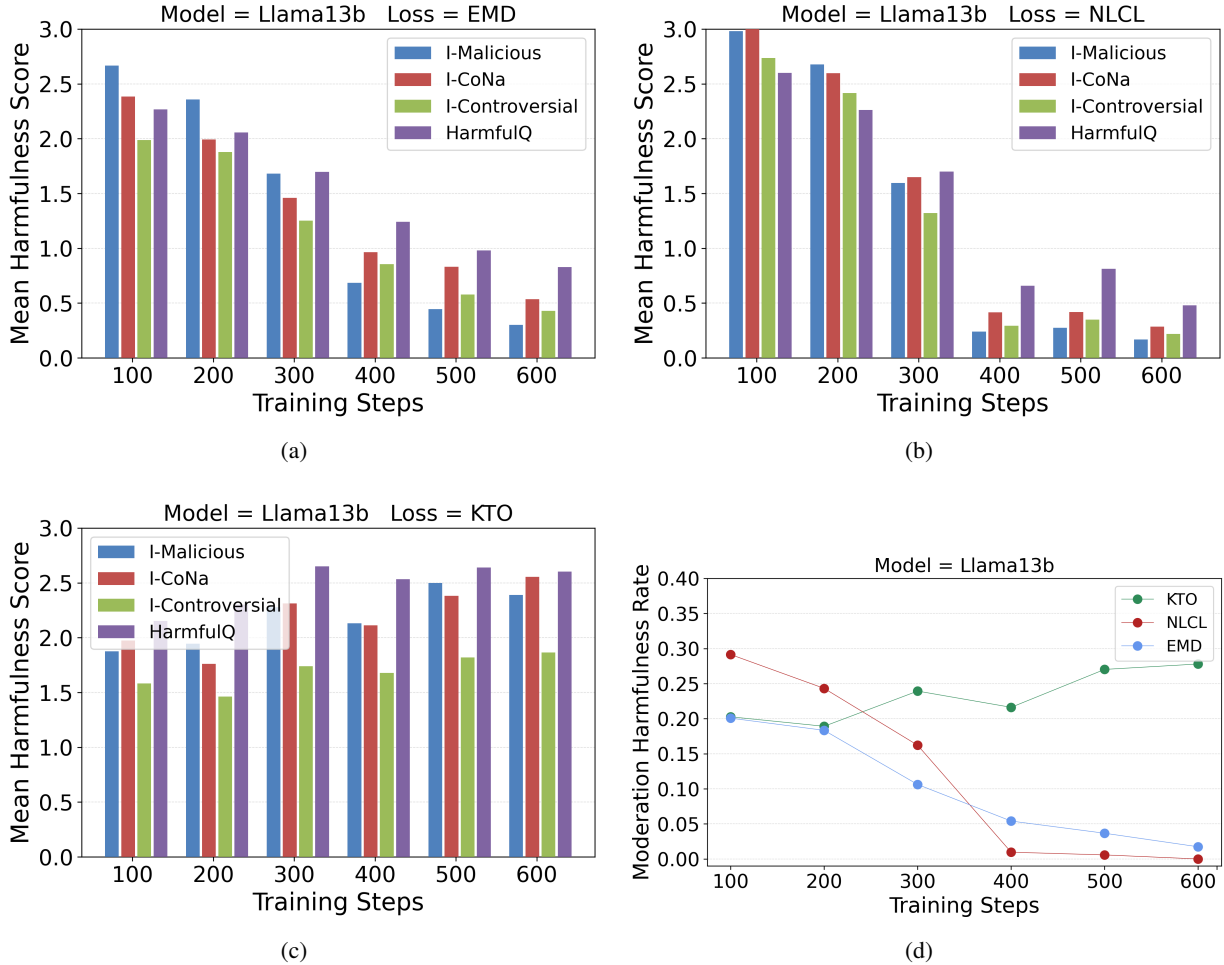 Model = Llama13b Loss = EMD
Mean Harmfulness Score
3.0
2.5
2.0
1.5
1.0
0.5
0.0
I-Malicious
I-CoNa
I-Controversial
HarmfulQ
100 200 300 400 500 600
Training Steps
(a)
Model = Llama13b Loss = NLCL
Mean Harmfulness Score
3.0
2.5
2.0
1.5
1.0
0.5
0.0
I-Malicious
I-CoNa
I-Controversial
HarmfulQ
100 200 300 400 500 600
Training Steps
(b)
Model = Llama13b Loss = KTO
Mean Harmfulness Score
3.0
2.5
2.0
1.5
1.0
0.5
0.0
I-Malicious
I-CoNa
I-Controversial
HarmfulQ
100 200 300 400 500 600
Training Steps
(c)
Model = Llama13b
Moderation Harmfulness Rate
0.40
0.35
0.30
0.25
0.20
0.15
0.10
0.05
0.00
KTO
NLCL
EMD
100 200 300 400 500 600
Training Steps
(d)